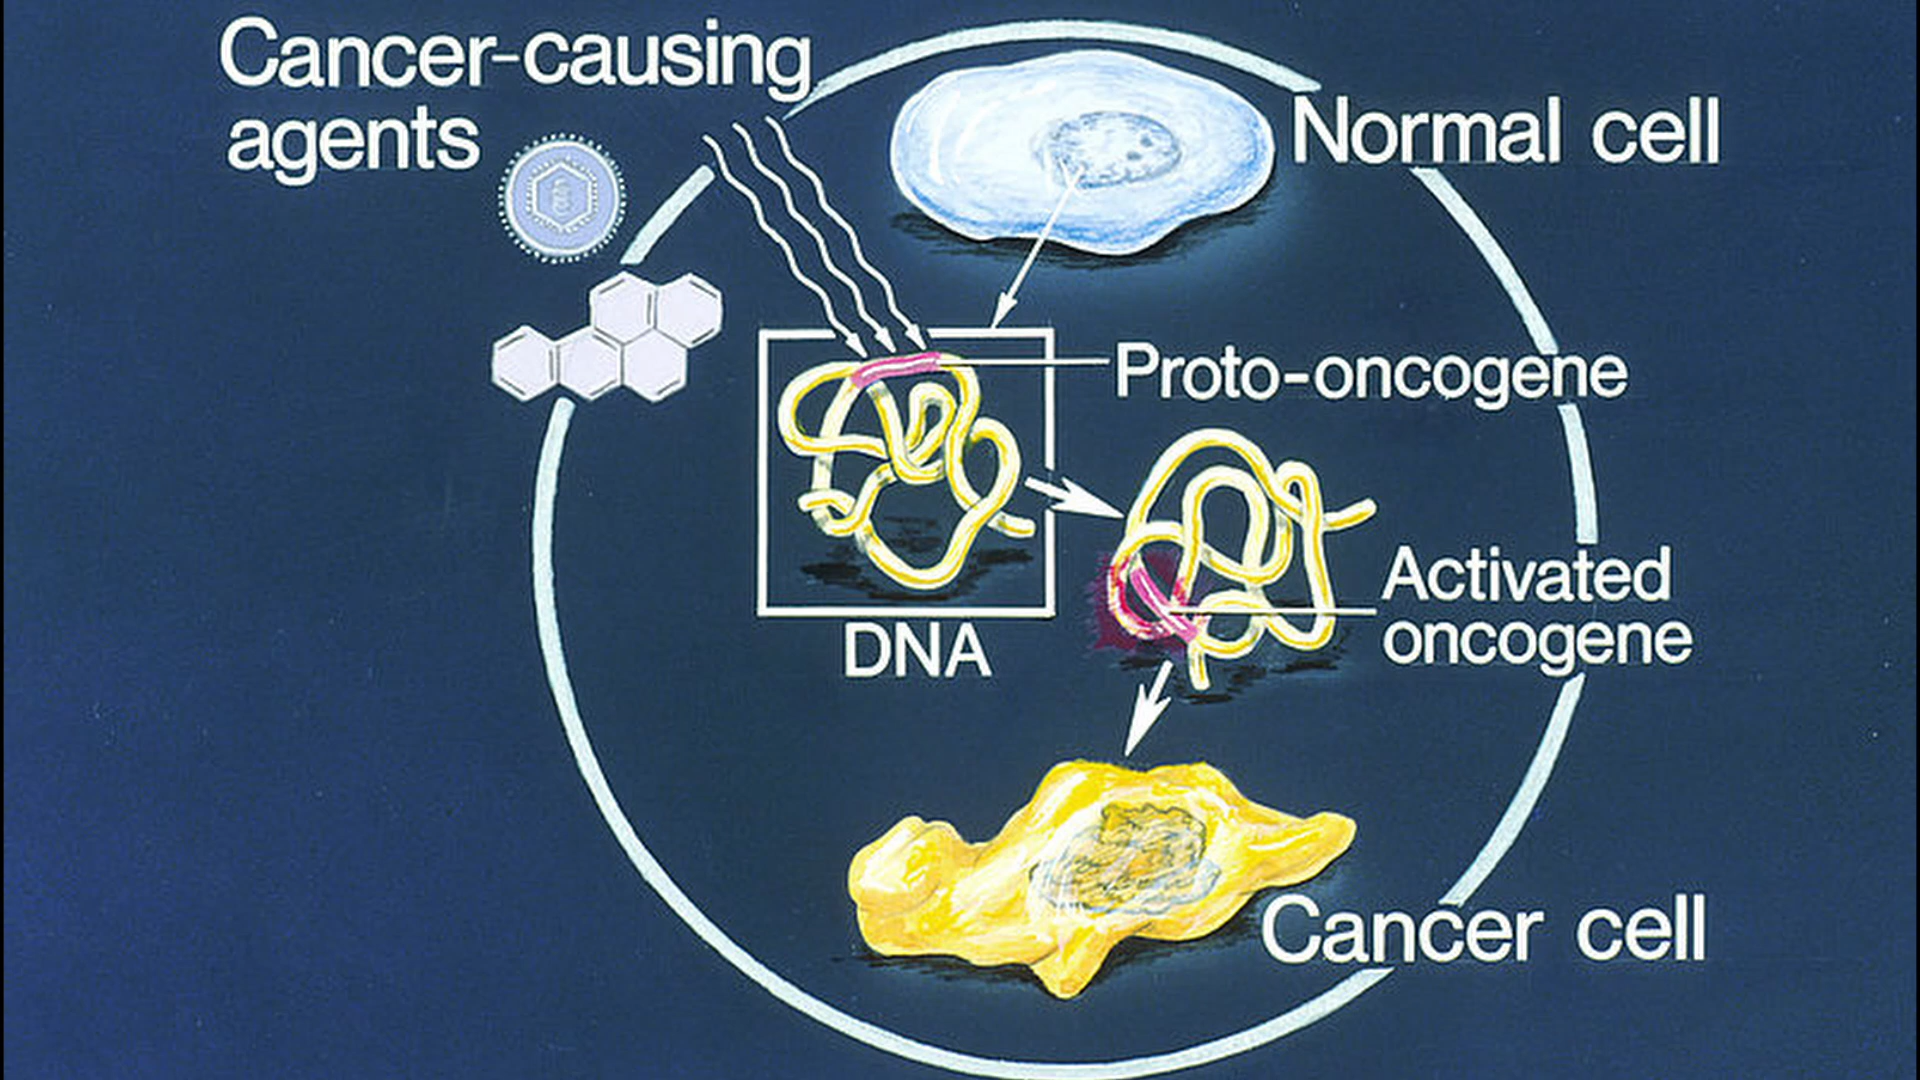 Cancer-causing
agents
Normal cell
Proto-oncogene
Activated
oncogene
DNA
Cancer cell